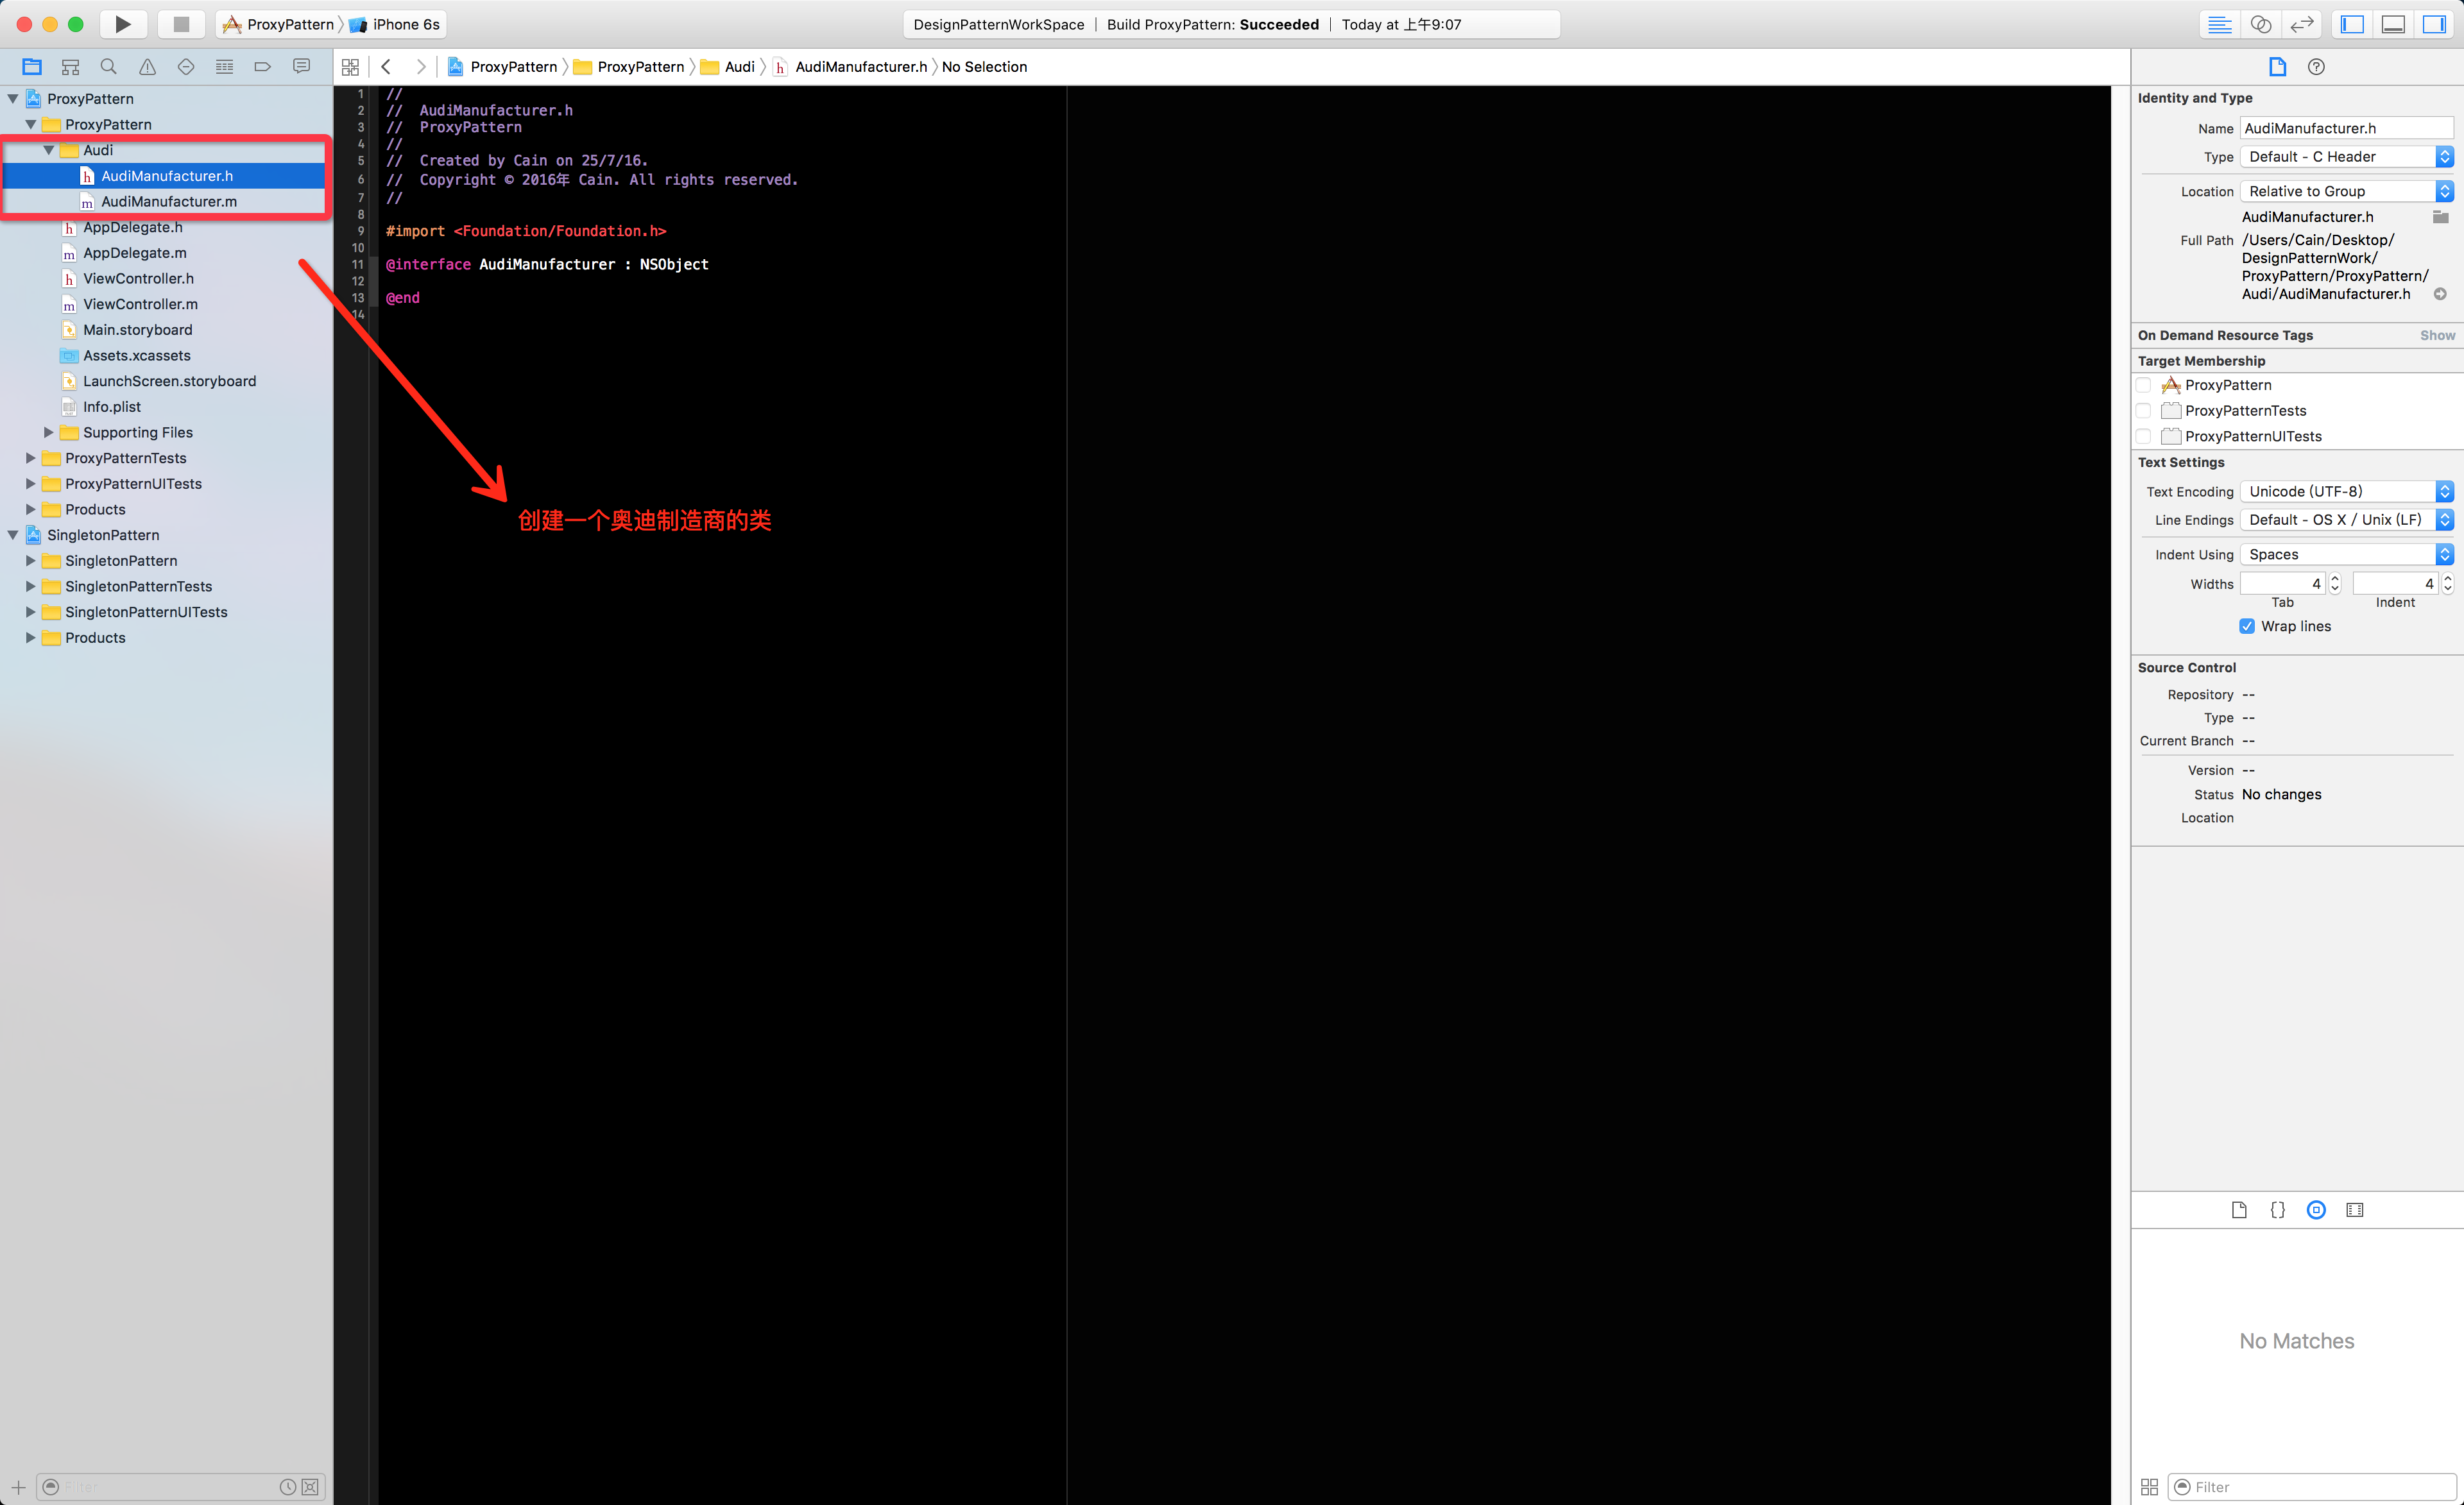 ProxyPattern
iPhone 6s
DesignPatternWorkSpace | Build ProxyPattern: Succeeded | Today at 上午9:07
ProxyPattern
ProxyPattern
Audi
AudiManufacturer.h
AudiManufacturer.m
AppDelegate.h
AppDelegate.m
ViewController.h
ViewController.m
Main.storyboard
Assets.xcassets
LaunchScreen.storyboard
Info.plist
Supporting Files
ProxyPatternTests
ProxyPatternUITests
Products
SingletonPattern
SingletonPattern
SingletonPatternTests
SingletonPatternUITests
Products
Filter
ProxyPattern
ProxyPattern
Audi
AudiManufacturer.h
No Selection
1 //
2 // AudiManufacturer.h
3 // ProxyPattern
4 //
5 // Created by Cain on 25/7/16.
6 // Copyright © 2016年 Cain. All rights reserved.
7 //
8
9 #import <Foundation/Foundation.h>
10
11 @interface AudiManufacturer : NSObject
12
13 @end
14
创建一个奥迪制造商的类
Identity and Type
Name AudiManufacturer.h
Type Default - C Header
Location Relative to Group
AudiManufacturer.h
Full Path /Users/Cain/Desktop/
DesignPatternWork/
ProxyPattern/ProxyPattern/
Audi/AudiManufacturer.h
On Demand Resource Tags Show
Target Membership
ProxyPattern
ProxyPatternTests
ProxyPatternUITests
Text Settings
Text Encoding Unicode (UTF-8)
Line Endings Default - OS X / Unix (LF)
Indent Using Spaces
Widths 4 4
Tab Indent
Wrap lines
Source Control
Repository --
Type --
Current Branch --
Version --
Status No changes
Location
No Matches
Filter